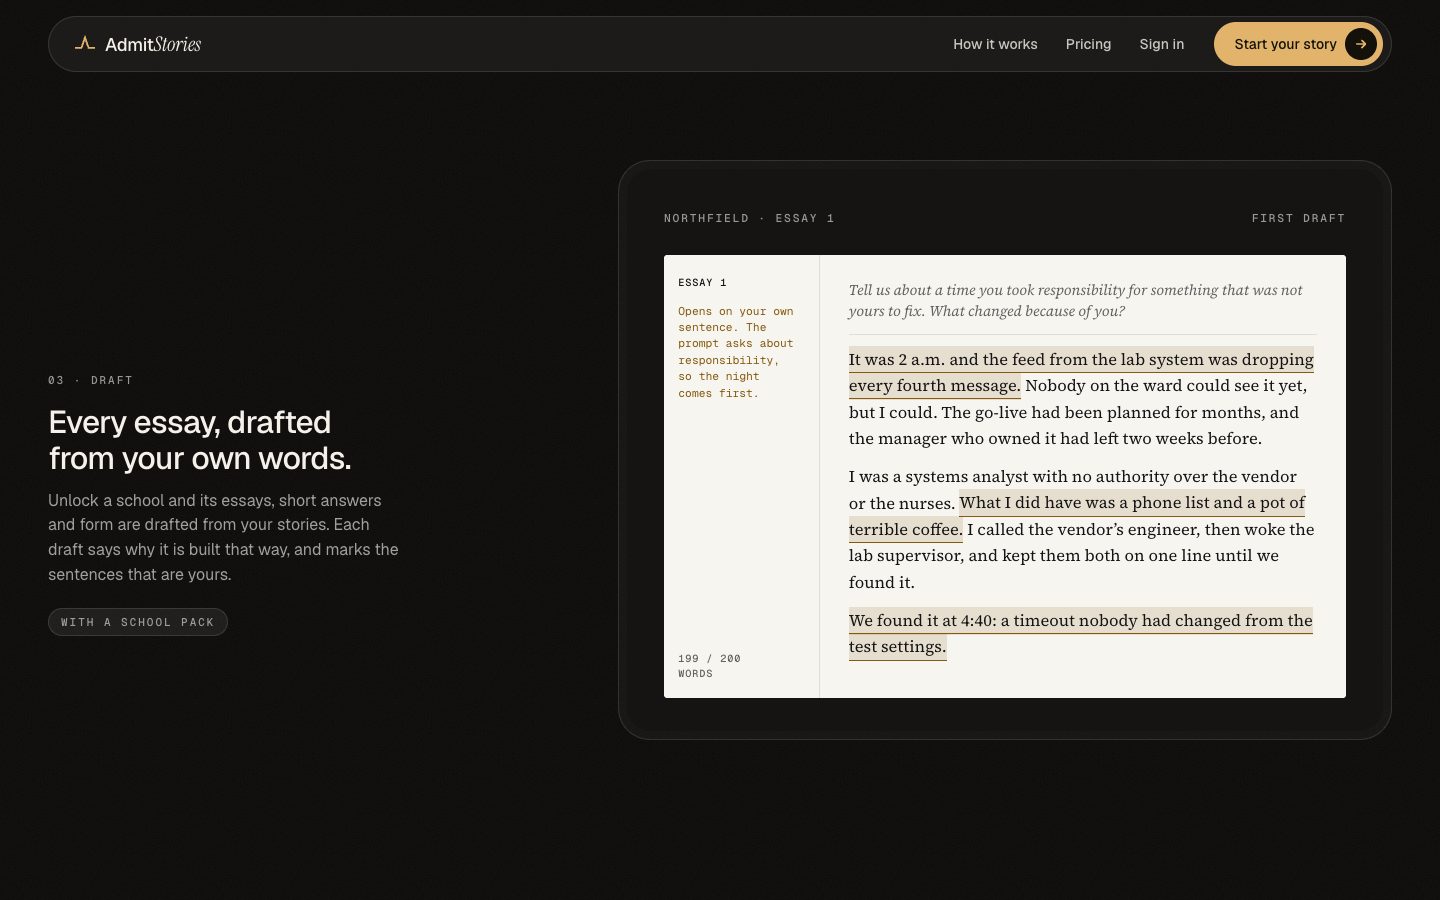 AdmitStories
How it works
Pricing
Sign in
Start your story
03 · DRAFT
Every essay, drafted
from your own words.
Unlock a school and its essays, short answers
and form are drafted from your stories. Each
draft says why it is built that way, and marks the
sentences that are yours.
WITH A SCHOOL PACK
NORTHFIELD · ESSAY 1
FIRST DRAFT
ESSAY 1
Opens on your own
sentence. The
prompt asks about
responsibility,
so the night
comes first.
199 / 200
WORDS
Tell us about a time you took responsibility for something that was not
yours to fix. What changed because of you?
It was 2 a.m. and the feed from the lab system was dropping
every fourth message. Nobody on the ward could see it yet,
but I could. The go-live had been planned for months, and
the manager who owned it had left two weeks before.
I was a systems analyst with no authority over the vendor
or the nurses. What I did have was a phone list and a pot of
terrible coffee. I called the vendor’s engineer, then woke the
lab supervisor, and kept them both on one line until we
found it.
We found it at 4:40: a timeout nobody had changed from the
test settings.